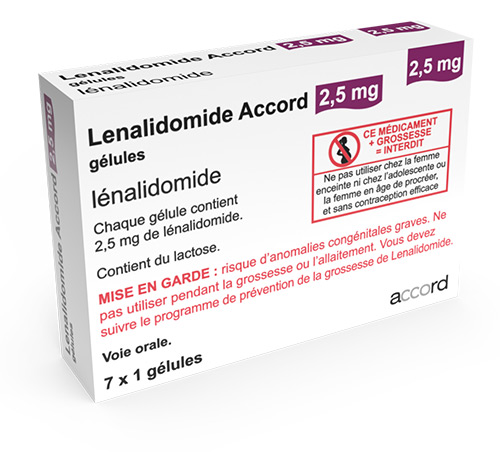 Lenalidomide Accord 2,5 mg
gélules
lénalidomide
2,5 mg
Lenalidomide Accord 2,5 mg
gélules
Lenalidomide Accord 2,5 mg
gélules
lénalidomide
Chaque gélule contient
2,5 mg de lénalidomide.
Contient du lactose.
CE MÉDICAMENT
+ GROSSESSE
= INTERDIT
Ne pas utiliser chez la femme
enceinte ni chez l'adolescente ou
la femme en âge de procréer,
et sans contraception efficace
MISE EN GARDE : risque d'anomalies congénitales graves. Ne
pas utiliser pendant la grossesse ou l'allaitement. Vous devez
suivre le programme de prévention de la grossesse de Lenalidomide.
accord
Voie orale.
7 x 1 gélules